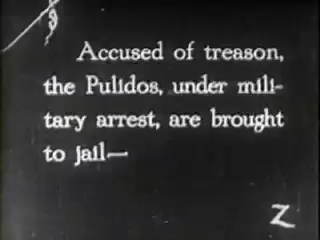 Accused of treason,
the Pulidos, under mili-
tary arrest, are brought
to jail—
Z